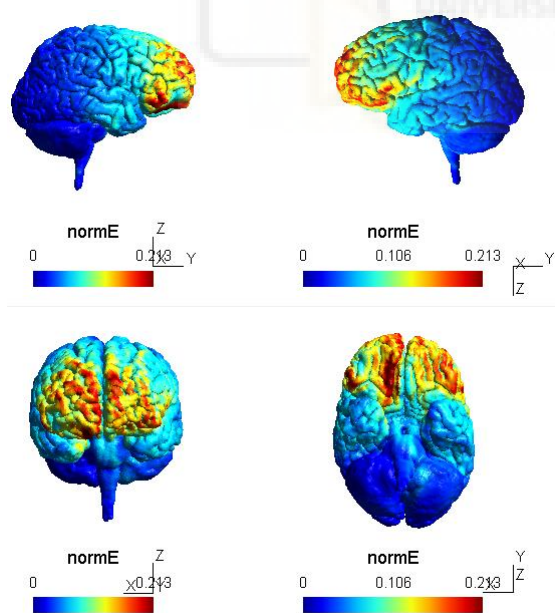 UNIVERSI
normE
0 0.213
Z
X Y
normE
0 0.106 0.213
X Y
Z
normE
0 0.213
Z
X Y
normE
0 0.106 0.213
Y
X Z